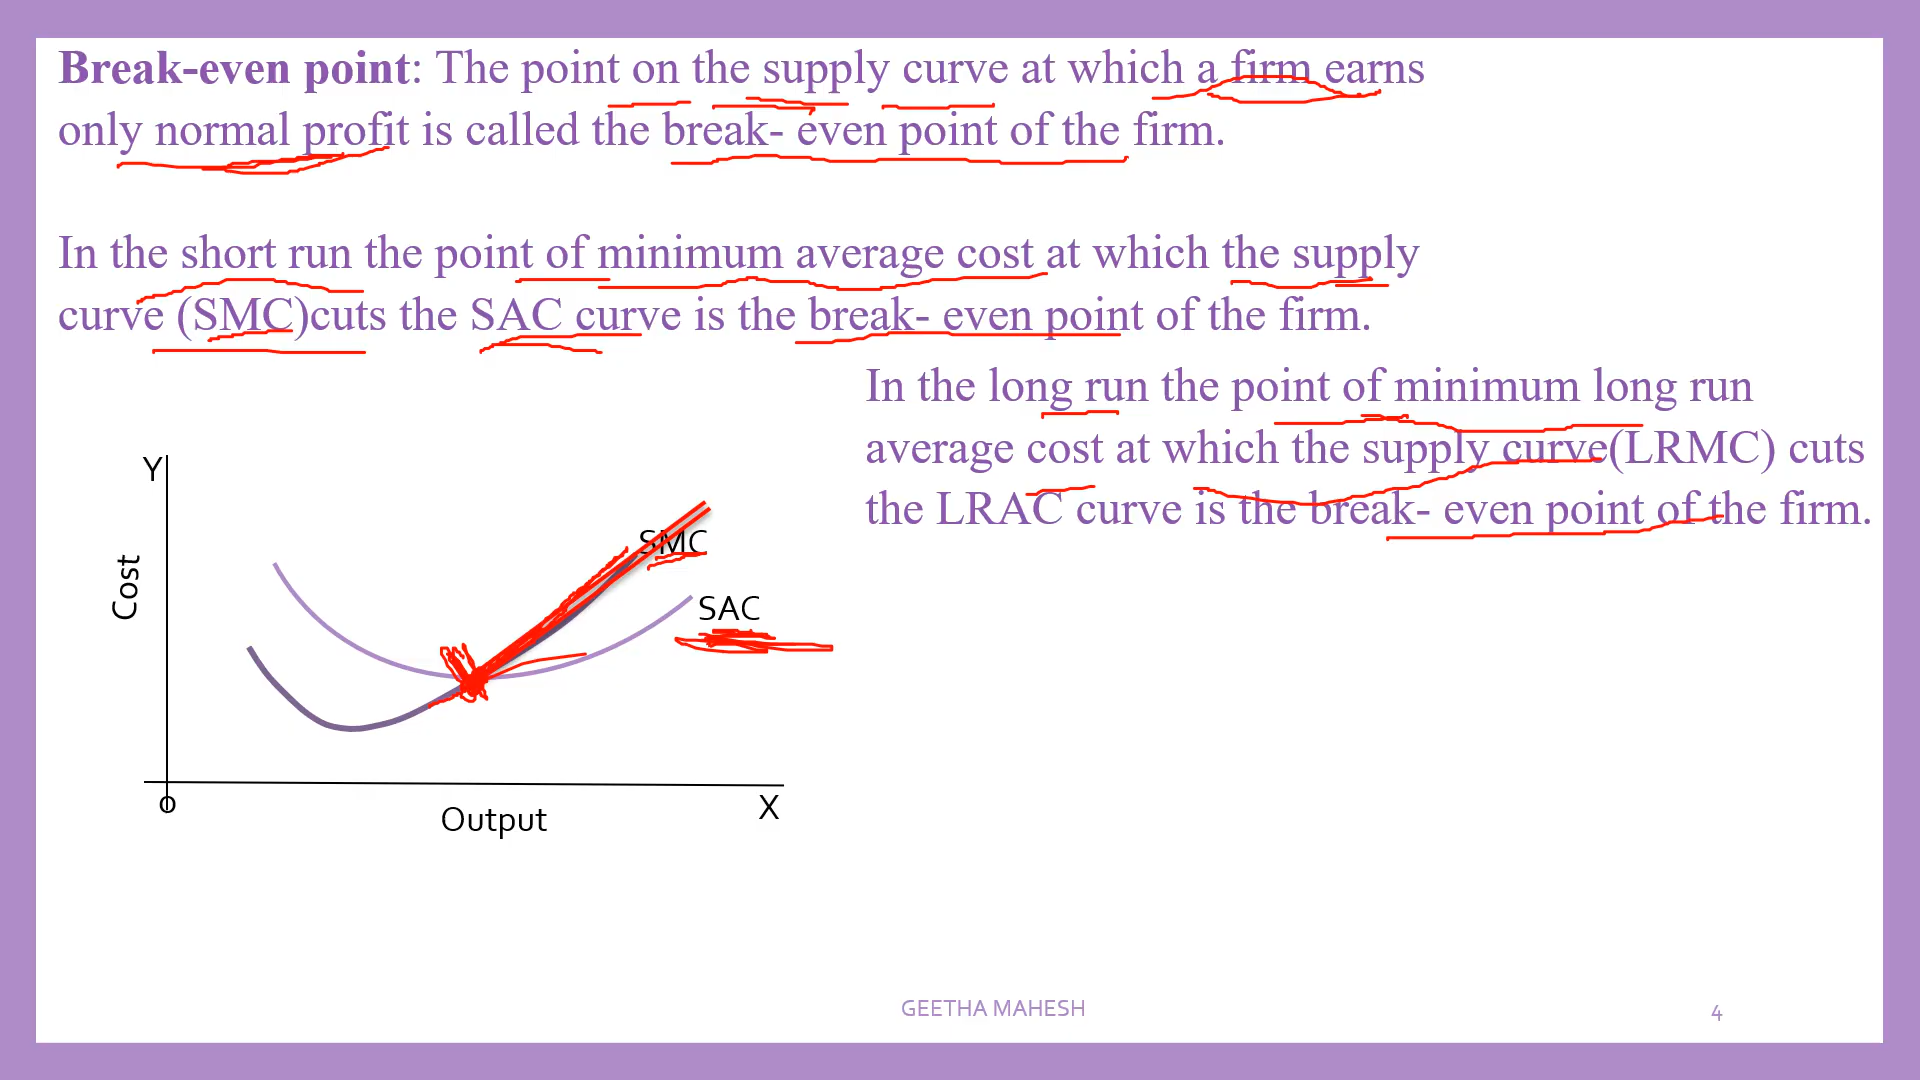 Break-even point: The point on the supply curve at which a firm earns
only normal profit is called the break- even point of the firm.
In the short run the point of minimum average cost at which the supply
curve (SMC)cuts the SAC curve is the break- even point of the firm.
In the long run the point of minimum long run
average cost at which the supply curve(LRMC) cuts
the LRAC curve is the break- even point of the firm.
Y
Cost
SMC
SAC
0
Output
X
GEETHA MAHESH
4